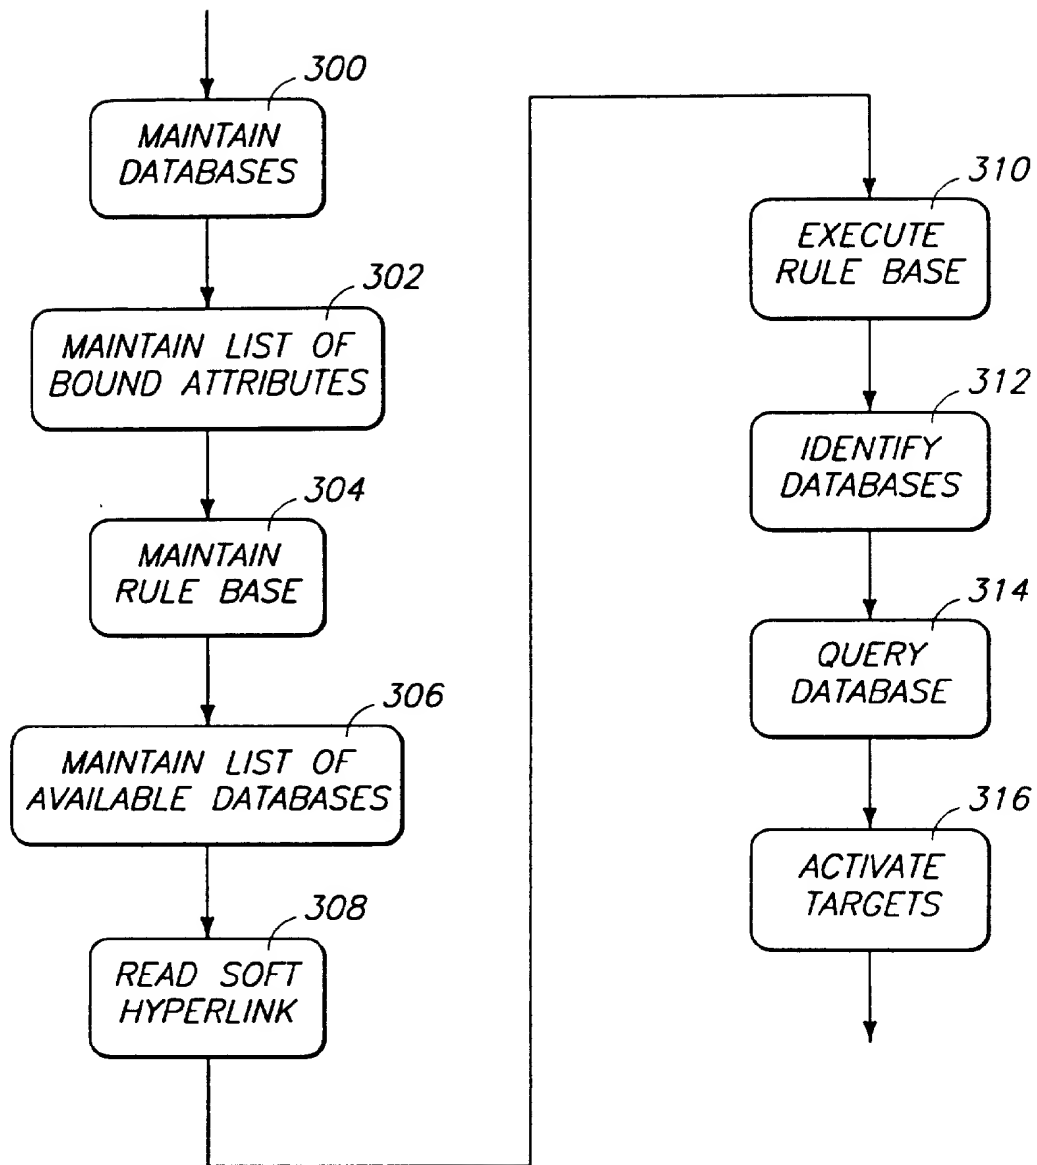 300
MAINTAIN
DATABASES
302
MAINTAIN LIST OF
BOUND ATTRIBUTES
304
MAINTAIN
RULE BASE
306
MAINTAIN LIST OF
AVAILABLE DATABASES
308
READ SOFT
HYPERLINK
310
EXECUTE
RULE BASE
312
IDENTIFY
DATABASES
314
QUERY
DATABASE
316
ACTIVATE
TARGETS